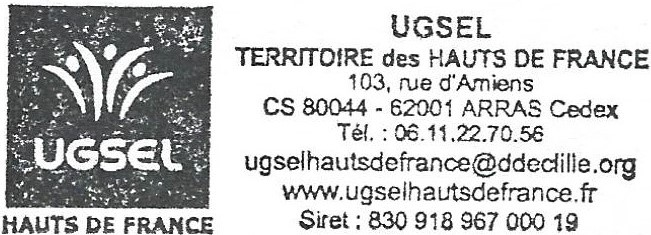 UGSEL
HAUTS DE FRANCE
UGSEL
TERRITOIRE des HAUTS DE FRANCE
103, rue d'Amiens
CS 80044 - 62001 ARRAS Cedex
Tél. : 06.11.22.70.56
ugselhautsdefrance@ddeclille.org
www.ugselhautsdefrance.fr
Siret : 830 918 967 000 19